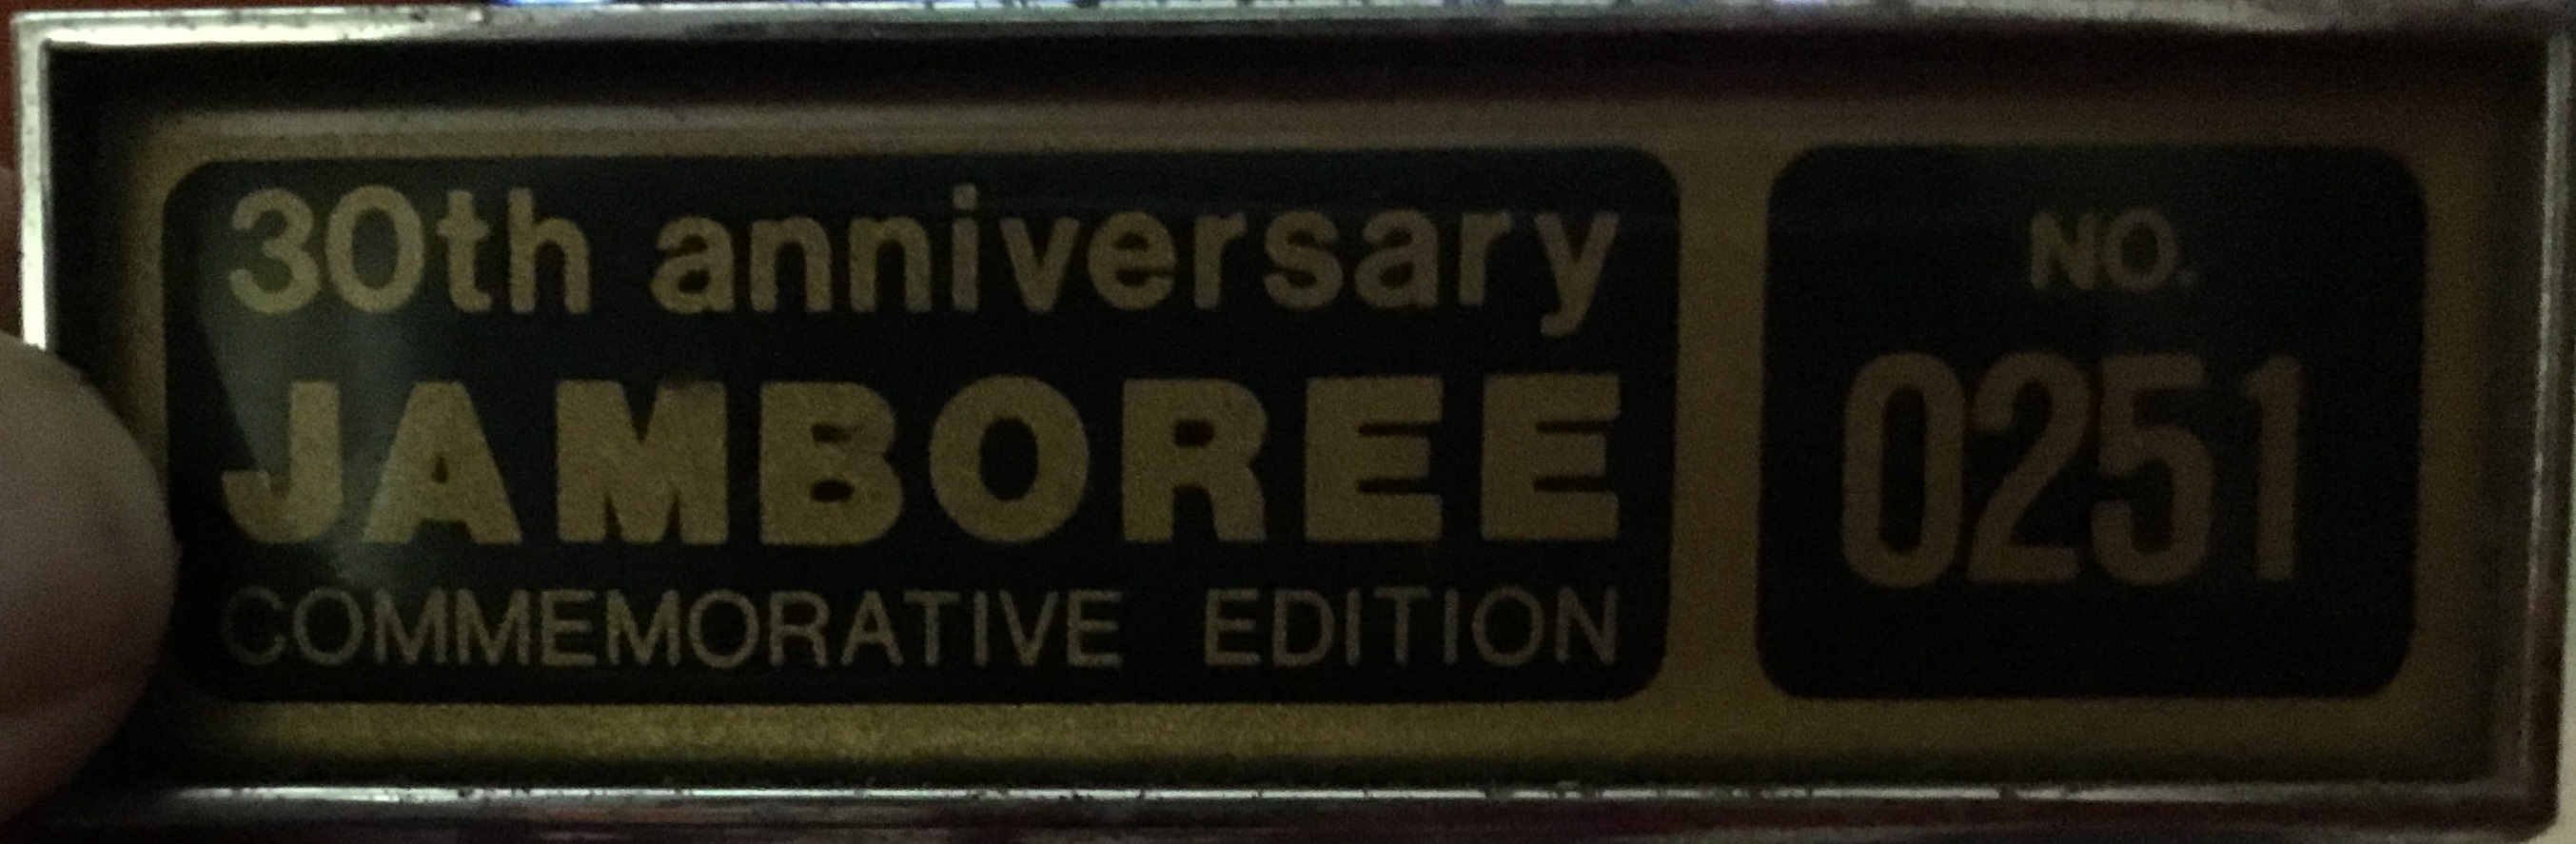 30th anniversary
JAMBOREE
COMMEMORATIVE EDITION
NO.
0251